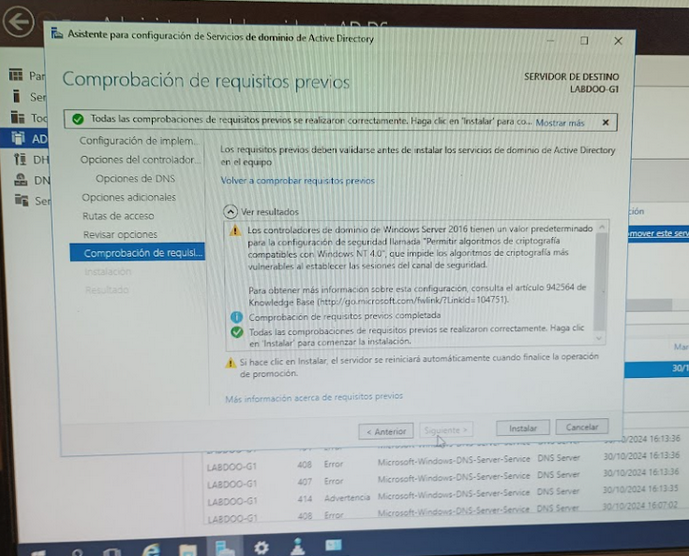 Asistente para configuración de Servicios de dominio de Active Directory
Comprobación de requisitos previos
SERVIDOR DE DESTINO
LABDOO-G1
Todas las comprobaciones de requisitos previos se realizaron correctamente. Haga clic en 'Instalar' para co... Mostrar más
Configuración de implem...
Opciones del controlador...
Opciones de DNS
Opciones adicionales
Rutas de acceso
Revisar opciones
Comprobación de requisi...
Instalación
Resultado
Los requisitos previos deben validarse antes de instalar los servicios de dominio de Active Directory
en el equipo
Volver a comprobar requisitos previos
Ver resultados
Los controladores de dominio de Windows Server 2016 tienen un valor predeterminado
para la configuración de seguridad llamada "Permitir algoritmos de criptografía
compatibles con Windows NT 4.0", que impide los algoritmos de criptografía más
vulnerables al establecer las sesiones del canal de seguridad.
Para obtener más información sobre esta configuración, consulta el artículo 942564 de
Knowledge Base (http://go.microsoft.com/fwlink/?LinkId=104751).
Comprobación de requisitos previos completada
Todas las comprobaciones de requisitos previos se realizaron correctamente. Haga clic
en 'Instalar' para comenzar la instalación.
Si hace clic en Instalar, el servidor se reiniciará automáticamente cuando finalice la operación
de promoción.
Más información acerca de requisitos previos
< Anterior
Siguiente >
Instalar
Cancelar
Pa
Ser
Tod
AD
DH
DN
Ser
ción
mover este serv
Mar
30/1
0/2024 16:13:36
LABDOO-G1 408 Error Microsoft-Windows-DNS-Server-Service DNS Server 30/10/2024 16:13:36
LABDOO-G1 407 Error Microsoft-Windows-DNS-Server-Service DNS Server 30/10/2024 16:13:36
LABDOO-G1 414 Advertencia Microsoft-Windows-DNS-Server-Service DNS Server 30/10/2024 16:13:35
LABDOO-G1 408 Error Microsoft-Windows-DNS-Server-Service DNS Server 30/10/2024 16:07:02